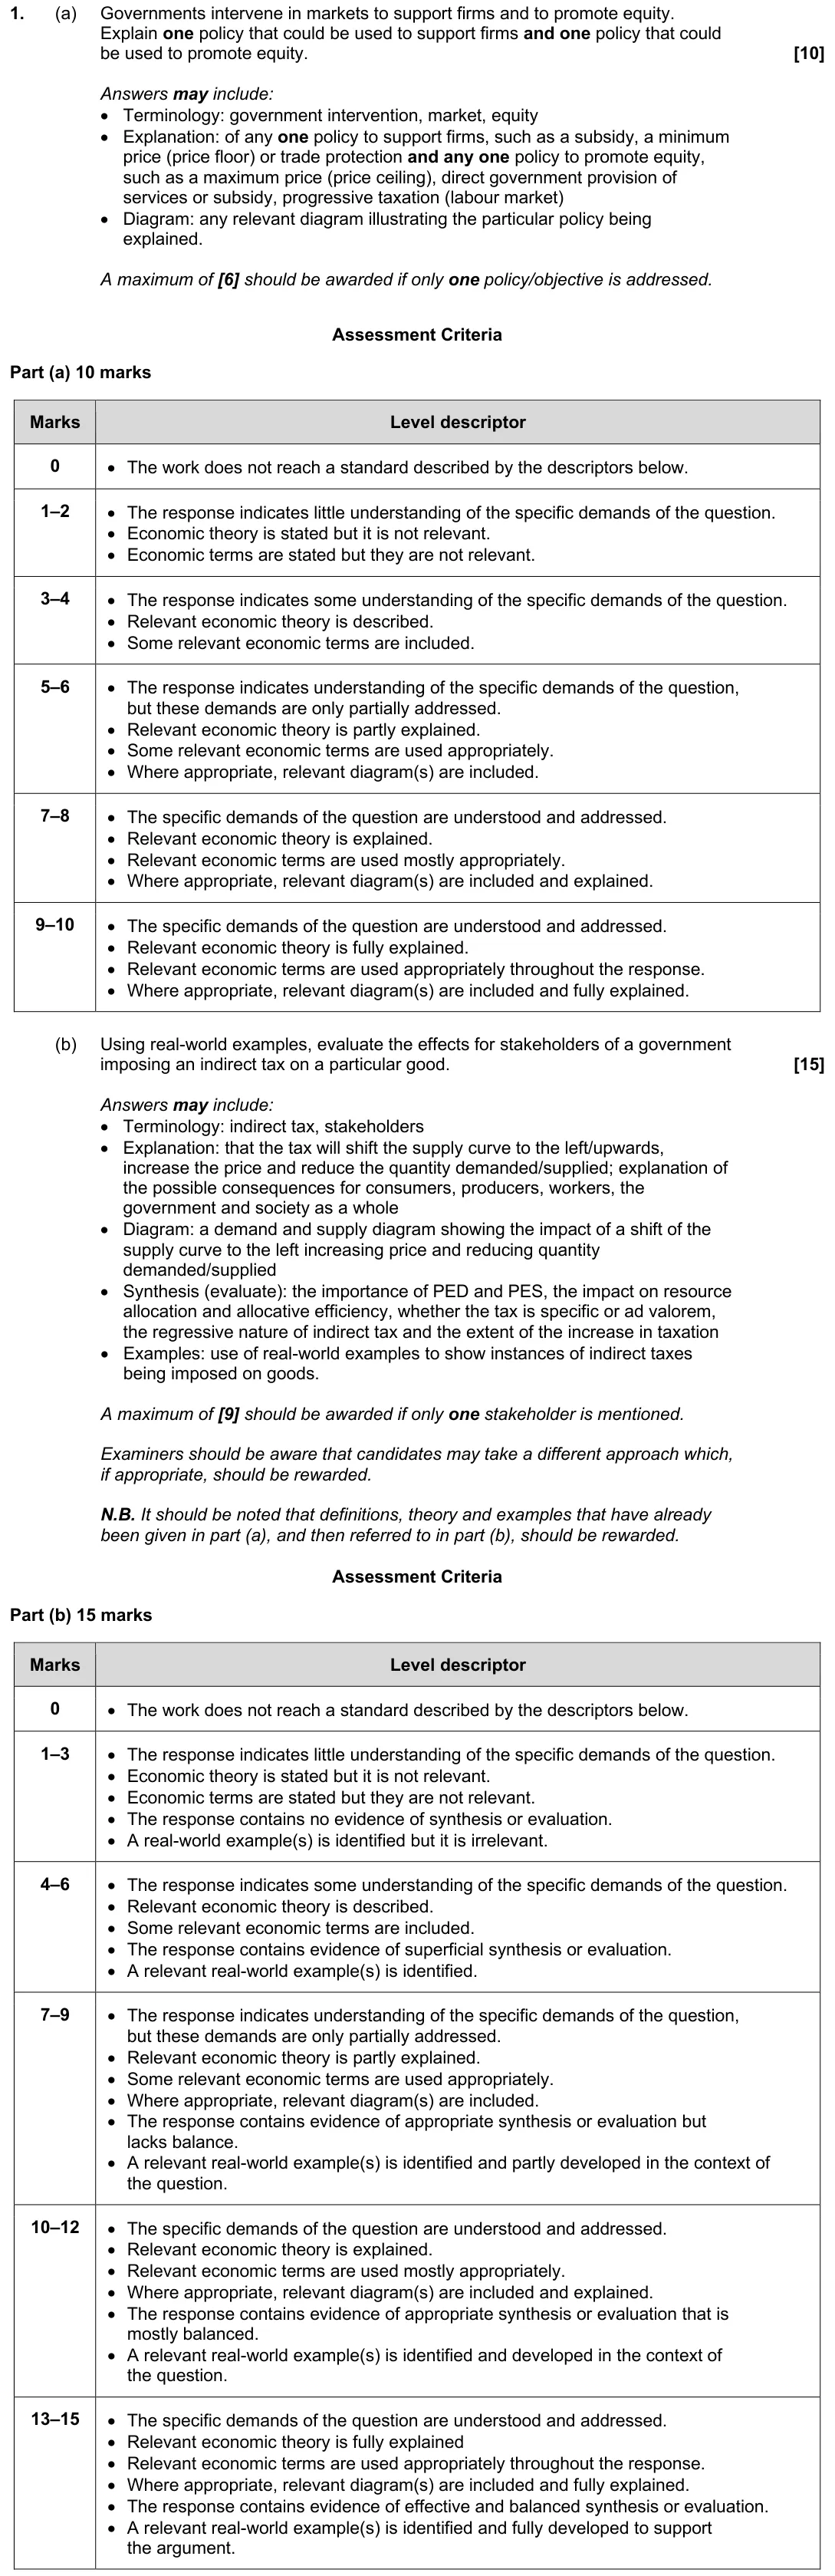 1. (a) Governments intervene in markets to support firms and to promote equity.
Explain one policy that could be used to support firms and one policy that could
be used to promote equity. [10]
Answers may include:
• Terminology: government intervention, market, equity
• Explanation: of any one policy to support firms, such as a subsidy, a minimum
price (price floor) or trade protection and any one policy to promote equity,
such as a maximum price (price ceiling), direct government provision of
services or subsidy, progressive taxation (labour market)
• Diagram: any relevant diagram illustrating the particular policy being
explained.
A maximum of [6] should be awarded if only one policy/objective is addressed.
Assessment Criteria
Part (a) 10 marks
Marks Level descriptor
0 • The work does not reach a standard described by the descriptors below.
1–2 • The response indicates little understanding of the specific demands of the question.
• Economic theory is stated but it is not relevant.
• Economic terms are stated but they are not relevant.
3–4 • The response indicates some understanding of the specific demands of the question.
• Relevant economic theory is described.
• Some relevant economic terms are included.
5–6 • The response indicates understanding of the specific demands of the question,
but these demands are only partially addressed.
• Relevant economic theory is partly explained.
• Some relevant economic terms are used appropriately.
• Where appropriate, relevant diagram(s) are included.
7–8 • The specific demands of the question are understood and addressed.
• Relevant economic theory is explained.
• Relevant economic terms are used mostly appropriately.
• Where appropriate, relevant diagram(s) are included and explained.
9–10 • The specific demands of the question are understood and addressed.
• Relevant economic theory is fully explained.
• Relevant economic terms are used appropriately throughout the response.
• Where appropriate, relevant diagram(s) are included and fully explained.
(b) Using real-world examples, evaluate the effects for stakeholders of a government
imposing an indirect tax on a particular good. [15]
Answers may include:
• Terminology: indirect tax, stakeholders
• Explanation: that the tax will shift the supply curve to the left/upwards,
increase the price and reduce the quantity demanded/supplied; explanation of
the possible consequences for consumers, producers, workers, the
government and society as a whole
• Diagram: a demand and supply diagram showing the impact of a shift of the
supply curve to the left increasing price and reducing quantity
demanded/supplied
• Synthesis (evaluate): the importance of PED and PES, the impact on resource
allocation and allocative efficiency, whether the tax is specific or ad valorem,
the regressive nature of indirect tax and the extent of the increase in taxation
• Examples: use of real-world examples to show instances of indirect taxes
being imposed on goods.
A maximum of [9] should be awarded if only one stakeholder is mentioned.
Examiners should be aware that candidates may take a different approach which,
if appropriate, should be rewarded.
N.B. It should be noted that definitions, theory and examples that have already
been given in part (a), and then referred to in part (b), should be rewarded.
Assessment Criteria
Part (b) 15 marks
Marks Level descriptor
0 • The work does not reach a standard described by the descriptors below.
1–3 • The response indicates little understanding of the specific demands of the question.
• Economic theory is stated but it is not relevant.
• Economic terms are stated but they are not relevant.
• The response contains no evidence of synthesis or evaluation.
• A real-world example(s) is identified but it is irrelevant.
4–6 • The response indicates some understanding of the specific demands of the question.
• Relevant economic theory is described.
• Some relevant economic terms are included.
• The response contains evidence of superficial synthesis or evaluation.
• A relevant real-world example(s) is identified.
7–9 • The response indicates understanding of the specific demands of the question,
but these demands are only partially addressed.
• Relevant economic theory is partly explained.
• Some relevant economic terms are used appropriately.
• Where appropriate, relevant diagram(s) are included.
• The response contains evidence of appropriate synthesis or evaluation but
lacks balance.
• A relevant real-world example(s) is identified and partly developed in the context of
the question.
10–12 • The specific demands of the question are understood and addressed.
• Relevant economic theory is explained.
• Relevant economic terms are used mostly appropriately.
• Where appropriate, relevant diagram(s) are included and explained.
• The response contains evidence of appropriate synthesis or evaluation that is
mostly balanced.
• A relevant real-world example(s) is identified and developed in the context of
the question.
13–15 • The specific demands of the question are understood and addressed.
• Relevant economic theory is fully explained
• Relevant economic terms are used appropriately throughout the response.
• Where appropriate, relevant diagram(s) are included and fully explained.
• The response contains evidence of effective and balanced synthesis or evaluation.
• A relevant real-world example(s) is identified and fully developed to support
the argument.